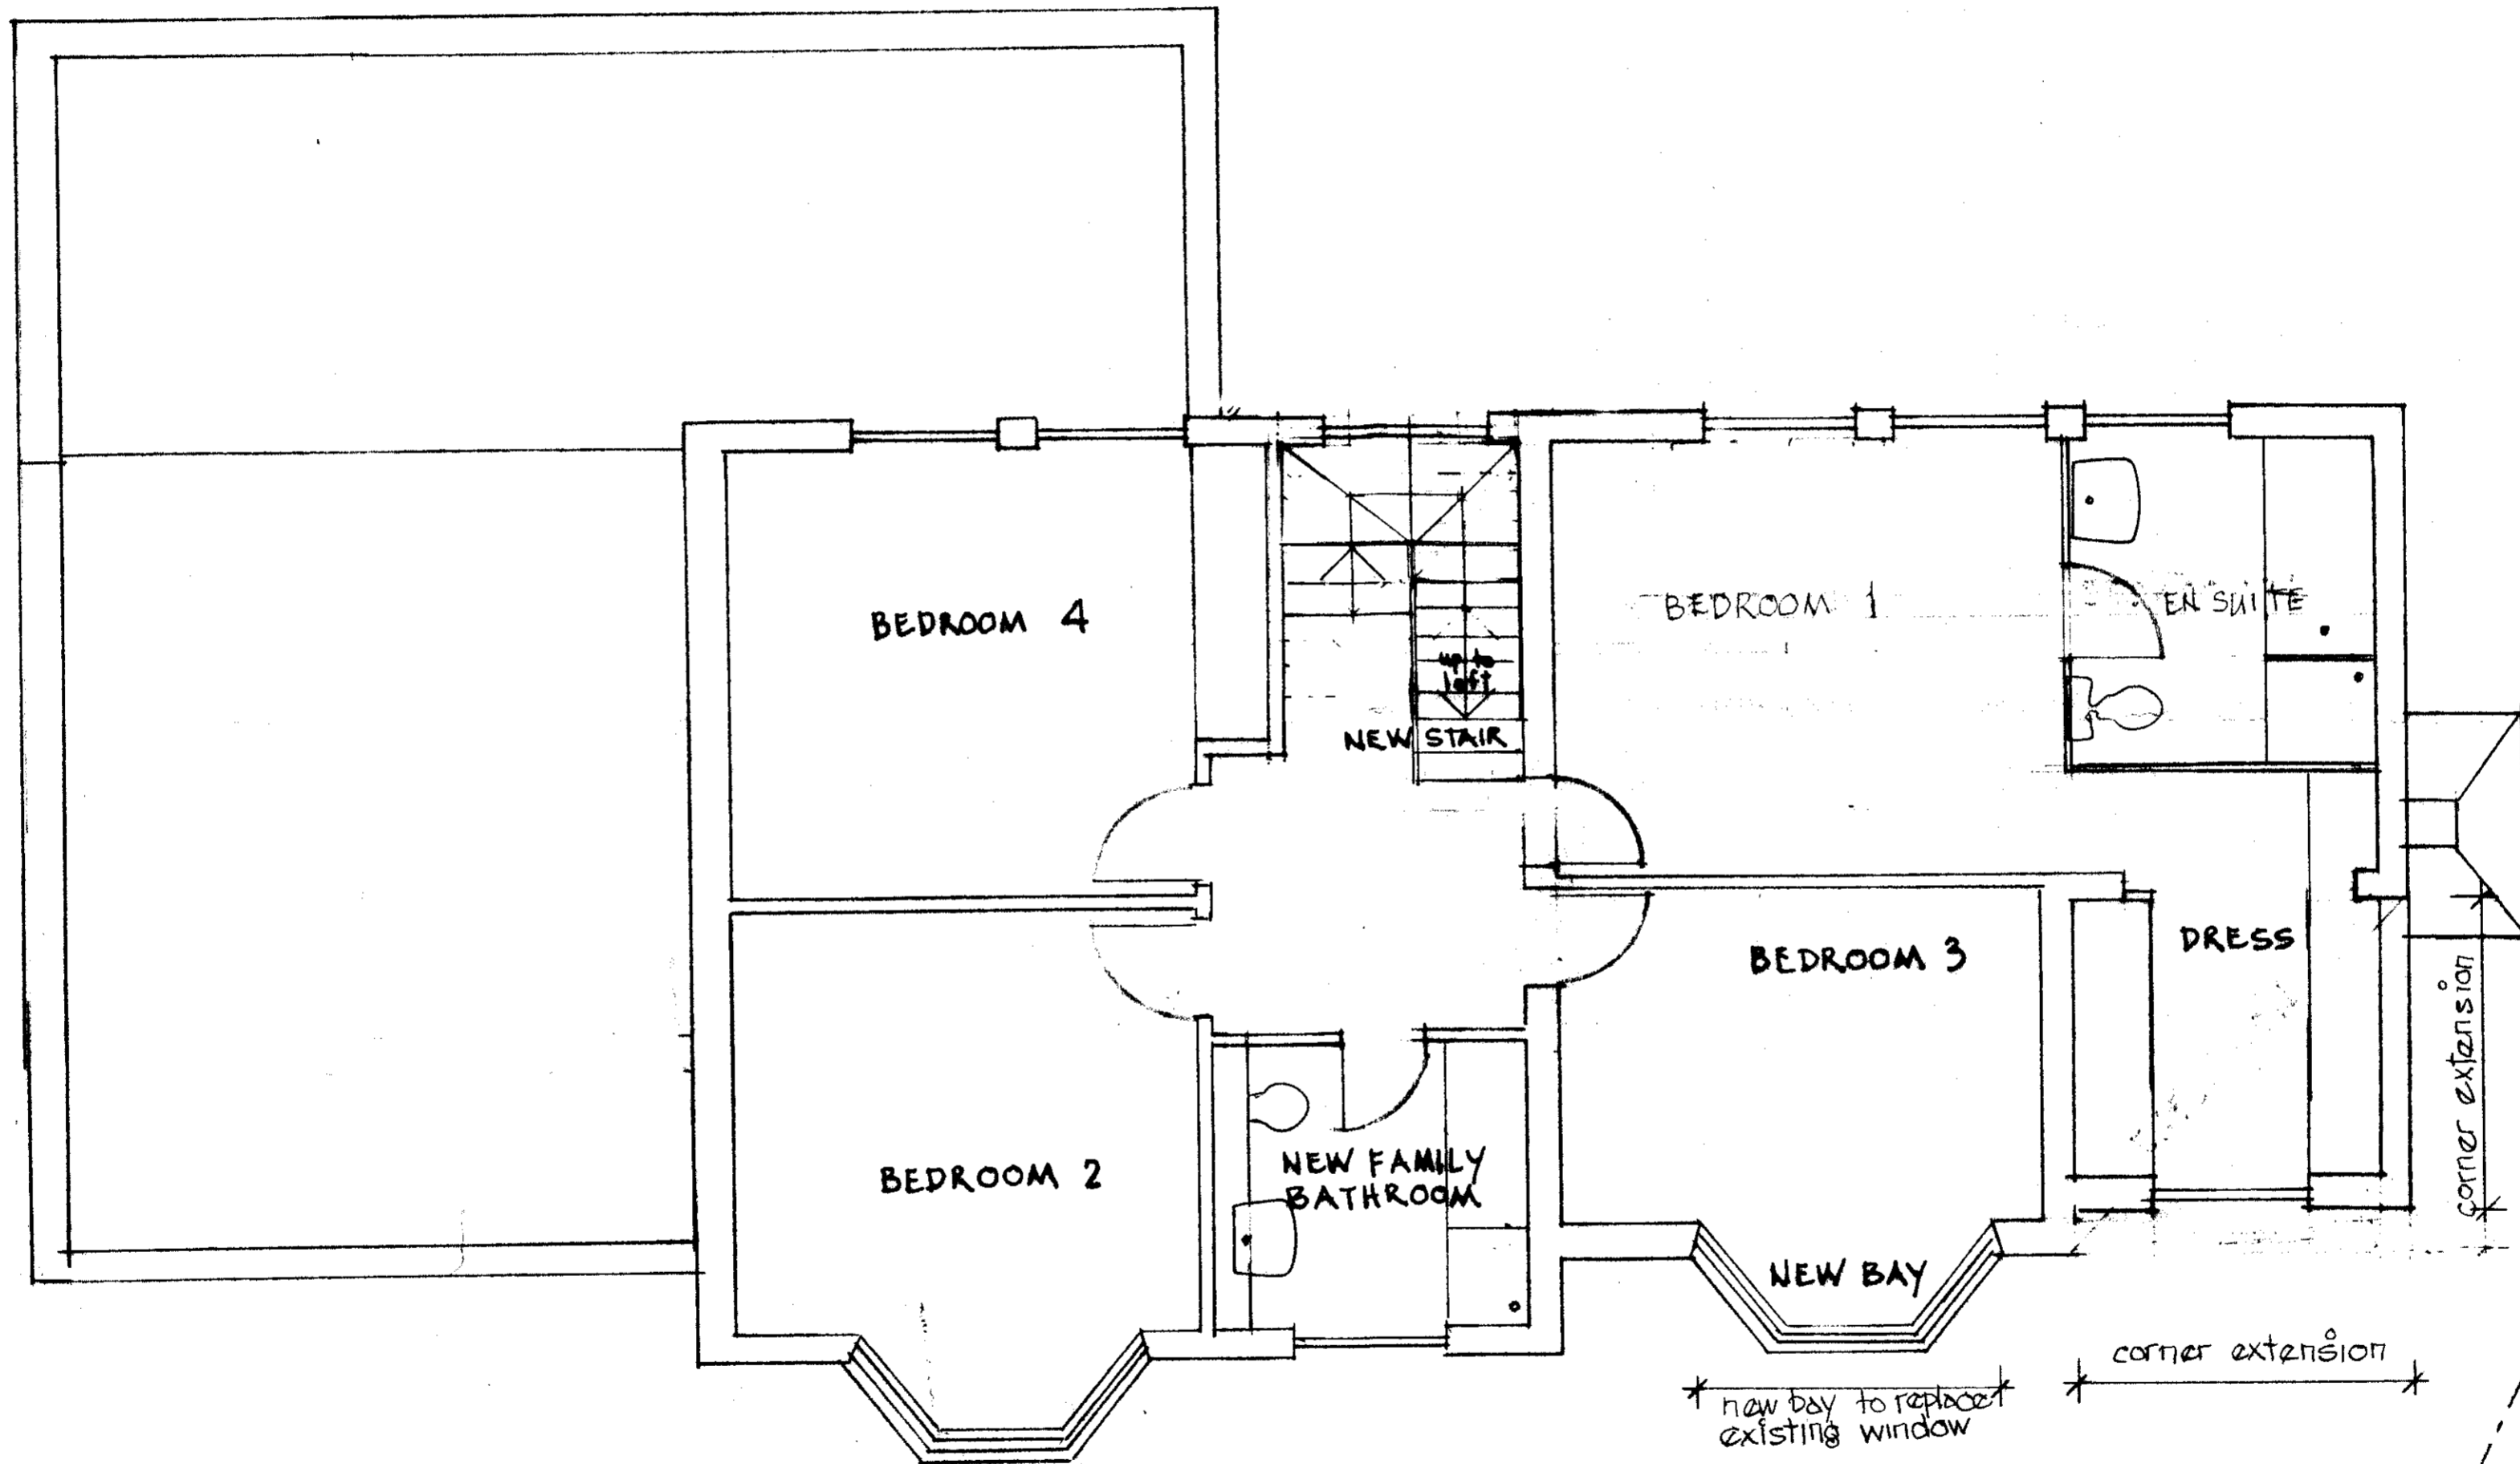 BEDROOM 4
up to
loft
NEW STAIR
BEDROOM 1
EN SUITE
BEDROOM 3
DRESS
corner extension
BEDROOM 2
NEW FAMILY
BATHROOM
NEW BAY
corner extension
new bay to replace
existing window